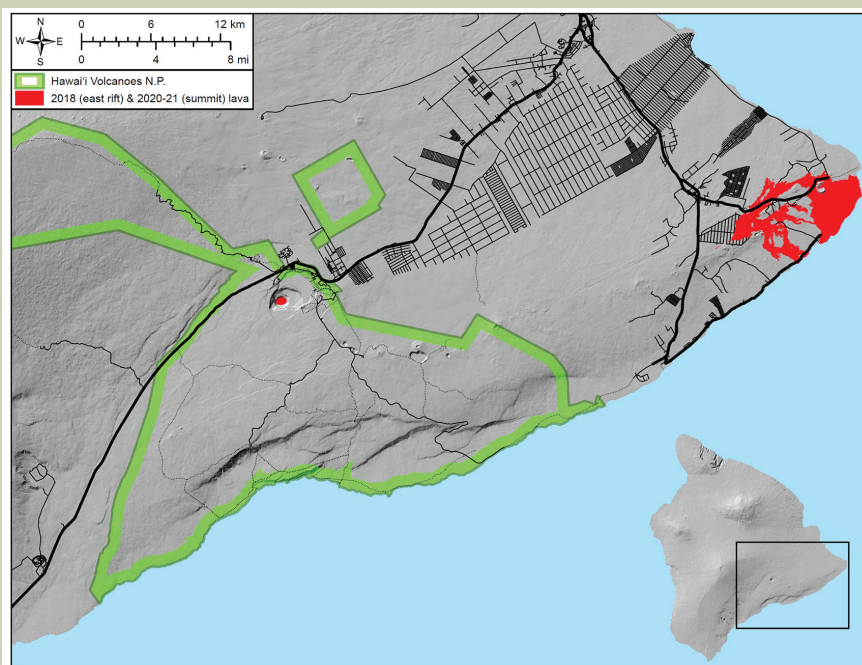 N
W E
S
0 6 12 km
0 4 8 mi
Hawai‘i Volcanoes N.P.
2018 (east rift) & 2020-21 (summit) lava